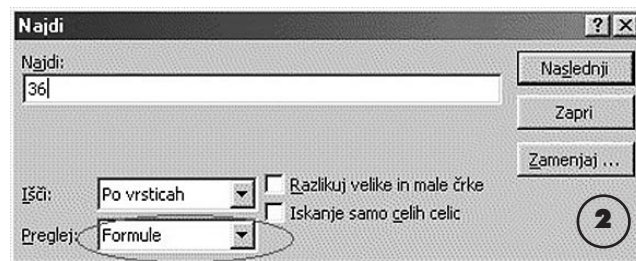 Najdi
Najdi:
36
Naslednji
Zapri
Zamenjaj ...
Išči:
Po vrsticah
Razlikuj velike in male črke
Iskanje samo celih celic
Preglej:
Formule
2